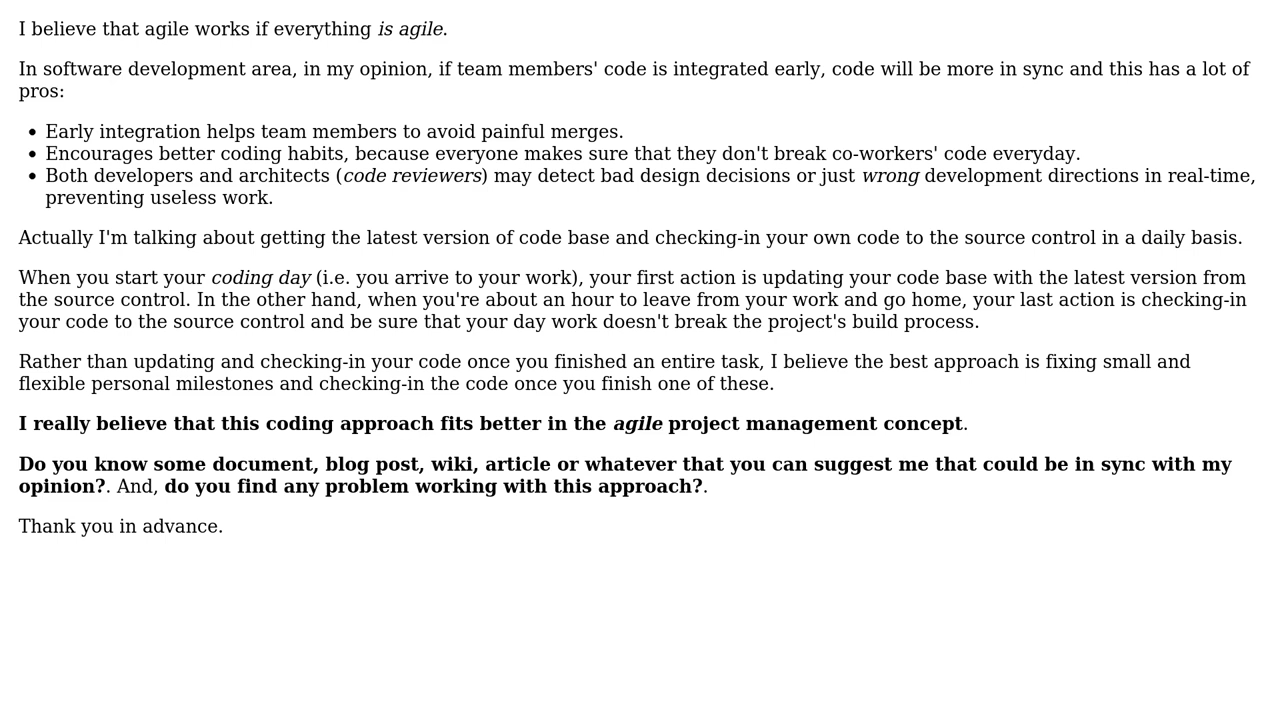 I believe that agile works if everything is agile.
In software development area, in my opinion, if team members' code is integrated early, code will be more in sync and this has a lot of
pros:
• Early integration helps team members to avoid painful merges.
• Encourages better coding habits, because everyone makes sure that they don't break co-workers' code everyday.
• Both developers and architects (code reviewers) may detect bad design decisions or just wrong development directions in real-time,
preventing useless work.
Actually I'm talking about getting the latest version of code base and checking-in your own code to the source control in a daily basis.
When you start your coding day (i.e. you arrive to your work), your first action is updating your code base with the latest version from
the source control. In the other hand, when you're about an hour to leave from your work and go home, your last action is checking-in
your code to the source control and be sure that your day work doesn't break the project's build process.
Rather than updating and checking-in your code once you finished an entire task, I believe the best approach is fixing small and
flexible personal milestones and checking-in the code once you finish one of these.
I really believe that this coding approach fits better in the agile project management concept.
Do you know some document, blog post, wiki, article or whatever that you can suggest me that could be in sync with my
opinion?. And, do you find any problem working with this approach?.
Thank you in advance.